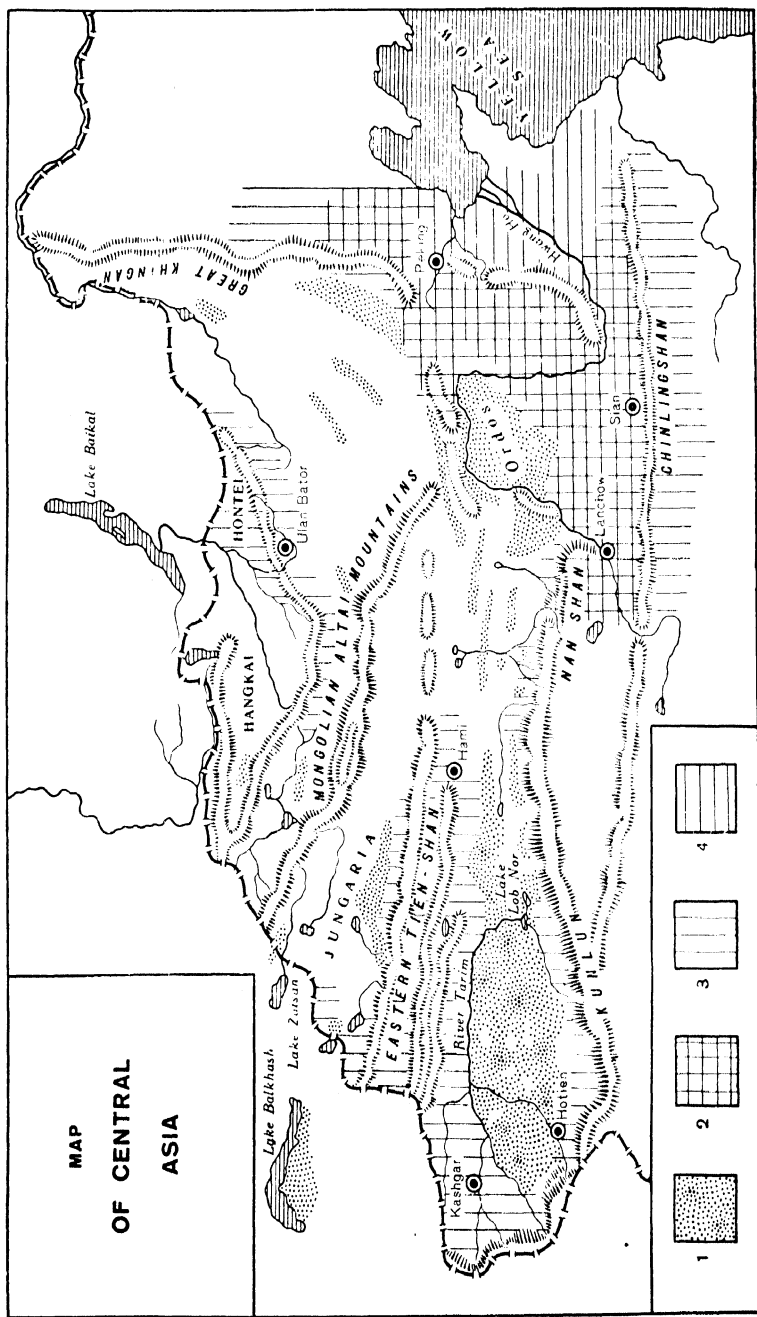 MAP
OF CENTRAL
ASIA
Lake Balkhash
Lake Zaisan
Lake Baikal
HANGKAI
HONTEI
Ulan Bator
GREAT KHINGAN
MONGOLIAN ALTAI MOUNTAINS
JUNGARIA
EASTERN TIEN-SHAN
Hami
River Tarim
Lake
Lob Nor
Kashgar
Hotien
KUNLUN
NAN SHAN
Lanchow
Ordos
Sian
CHINLINGSHAN
Hwang Ho
YELLOW
SEA
1
2
3
4